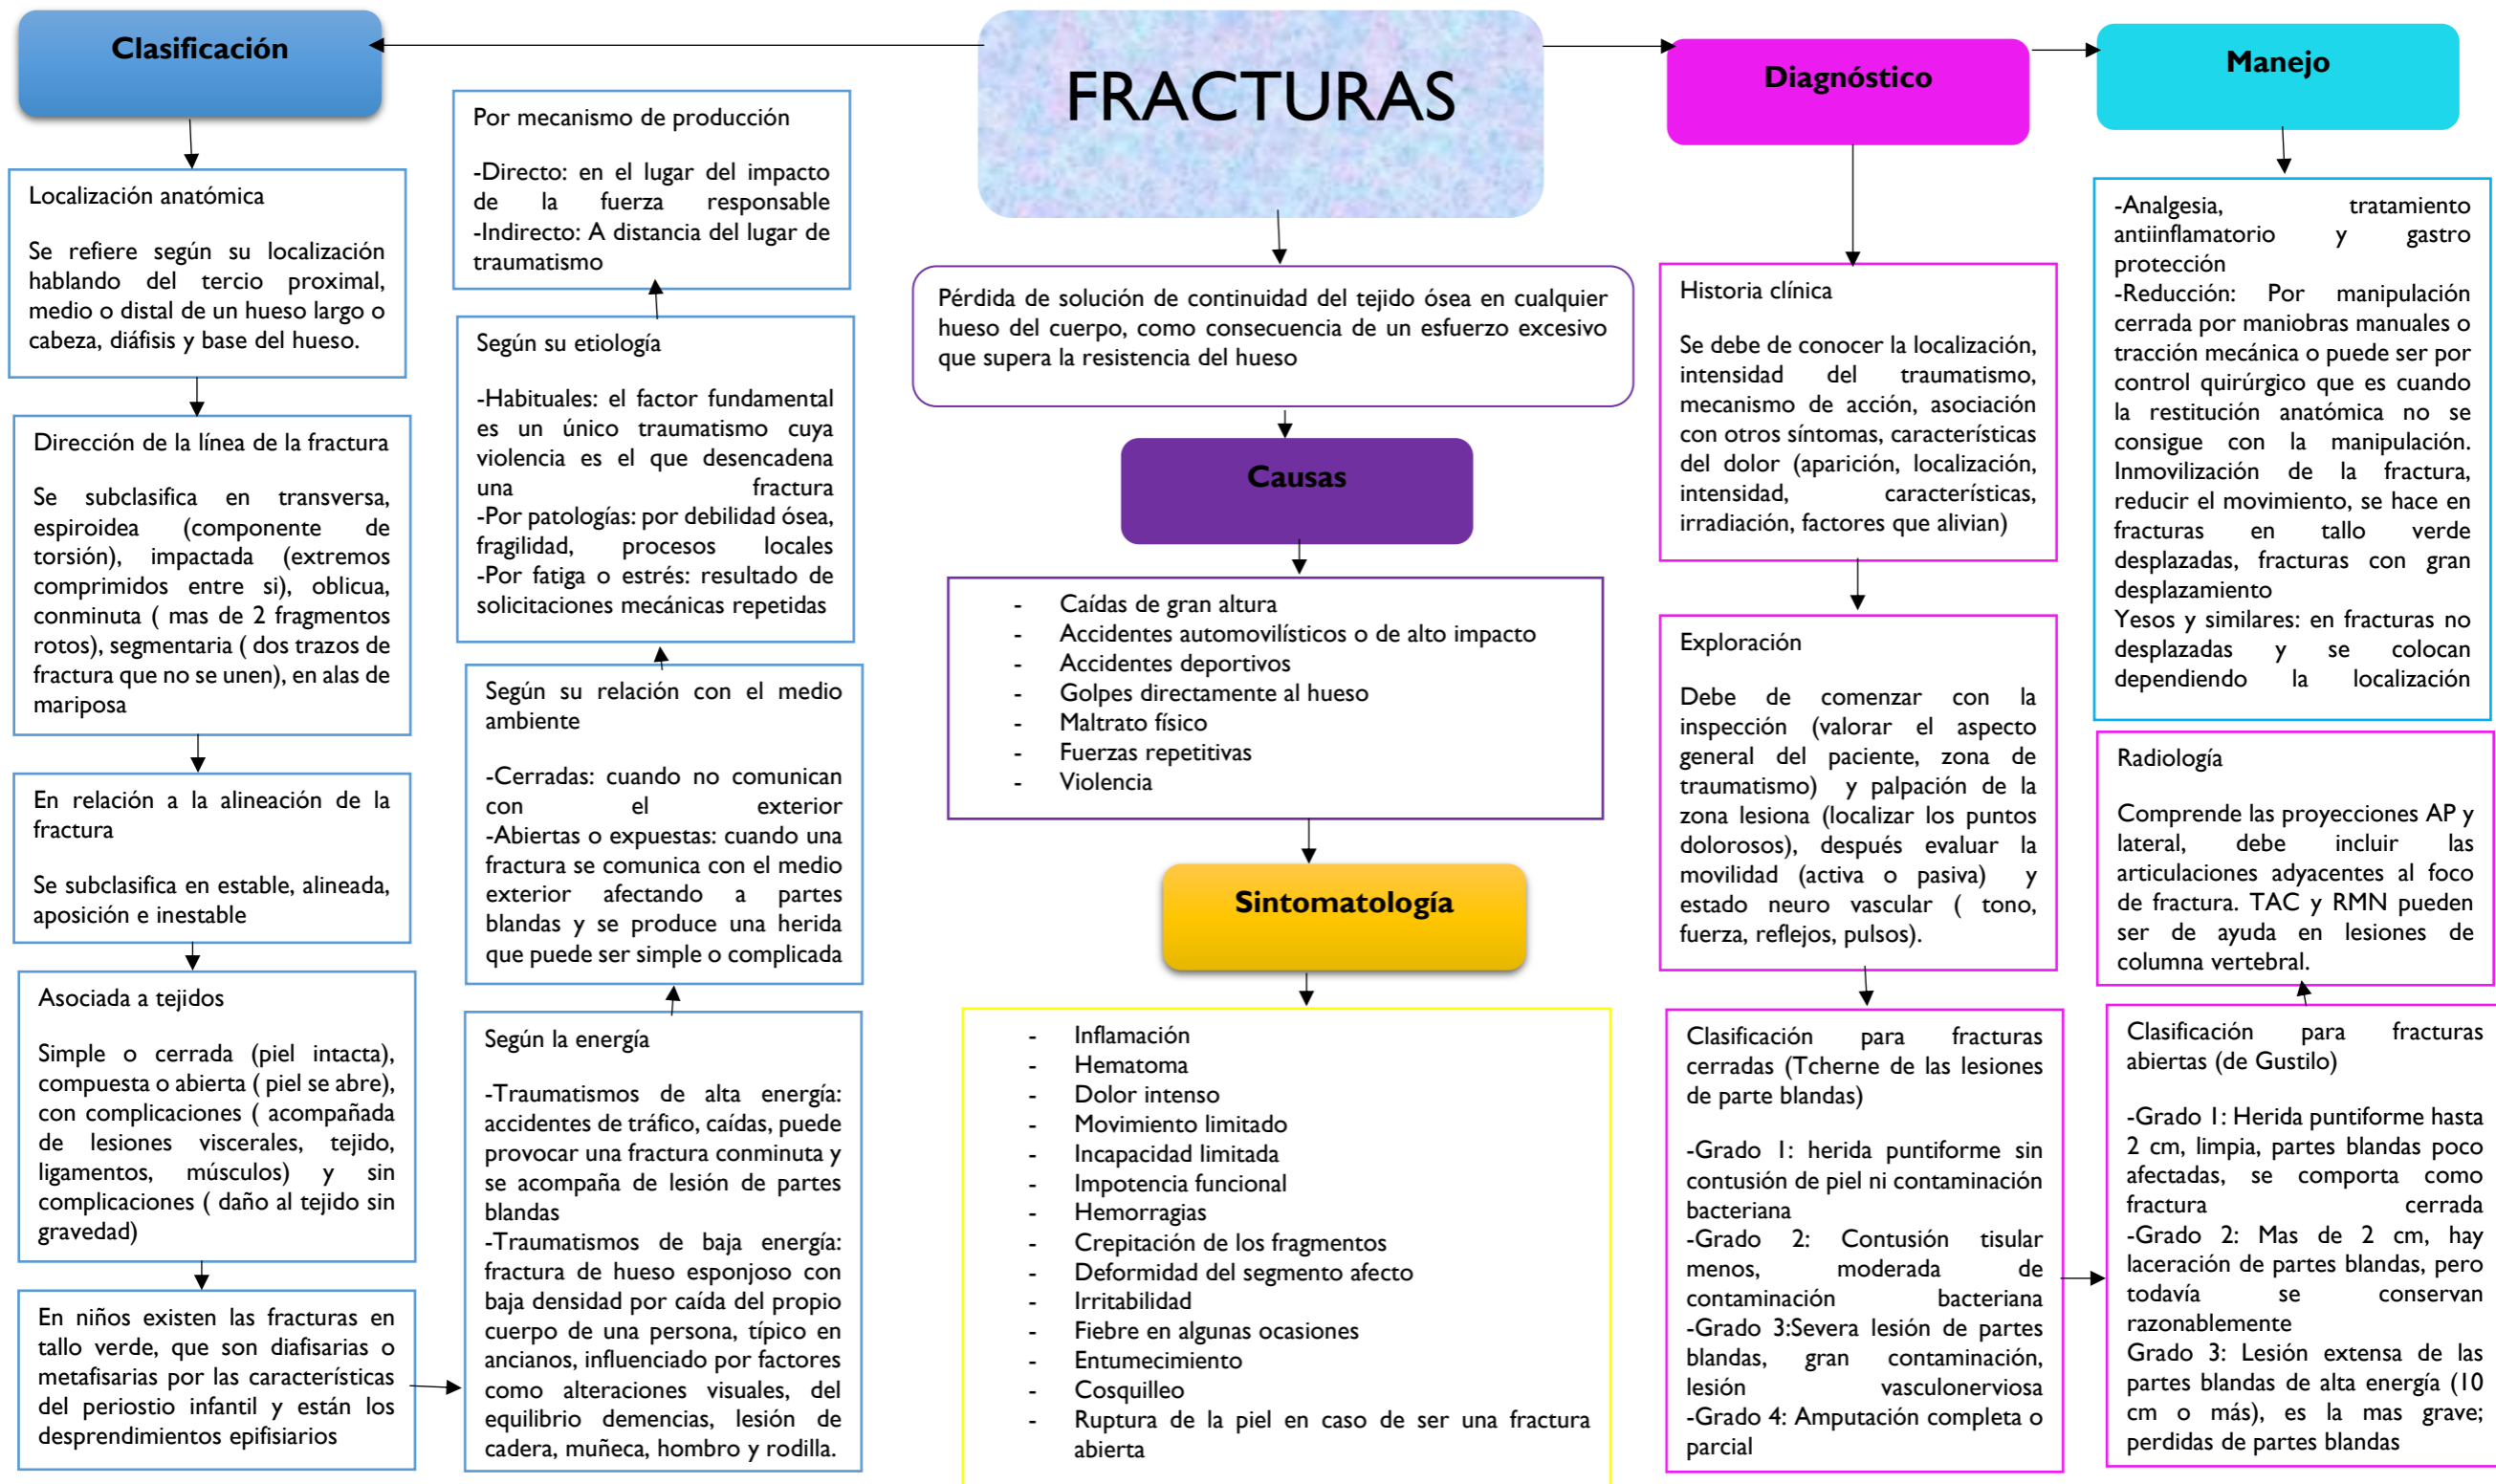 FRACTURAS
Clasificación
Localización anatómica
Se refiere según su localización
hablando del tercio proximal,
medio o distal de un hueso largo o
cabeza, diáfisis y base del hueso.
Dirección de la línea de la fractura
Se subclasifica en transversa,
espiroidea (componente de
torsión), impactada (extremos
comprimidos entre si), oblicua,
conminuta ( mas de 2 fragmentos
rotos), segmentaria ( dos trazos de
fractura que no se unen), en alas de
mariposa
En relación a la alineación de la
fractura
Se subclasifica en estable, alineada,
aposición e inestable
Asociada a tejidos
Simple o cerrada (piel intacta),
compuesta o abierta ( piel se abre),
con complicaciones ( acompañada
de lesiones viscerales, tejido,
ligamentos, músculos) y sin
complicaciones ( daño al tejido sin
gravedad)
En niños existen las fracturas en
tallo verde, que son diafisarias o
metafisarias por las características
del periostio infantil y están los
desprendimientos epifisiarios
Según la energía
-Traumatismos de alta energía:
accidentes de tráfico, caídas, puede
provocar una fractura conminuta y
se acompaña de lesión de partes
blandas
-Traumatismos de baja energía:
fractura de hueso esponjoso con
baja densidad por caída del propio
cuerpo de una persona, típico en
ancianos, influenciado por factores
como alteraciones visuales, del
equilibrio demencias, lesión de
cadera, muñeca, hombro y rodilla.
Según su relación con el medio
ambiente
-Cerradas: cuando no comunican
con el exterior
-Abiertas o expuestas: cuando una
fractura se comunica con el medio
exterior afectando a partes
blandas y se produce una herida
que puede ser simple o complicada
Según su etiología
-Habituales: el factor fundamental
es un único traumatismo cuya
violencia es el que desencadena
una fractura
-Por patologías: por debilidad ósea,
fragilidad, procesos locales
-Por fatiga o estrés: resultado de
solicitaciones mecánicas repetidas
Por mecanismo de producción
-Directo: en el lugar del impacto
de la fuerza responsable
-Indirecto: A distancia del lugar de
traumatismo
Pérdida de solución de continuidad del tejido ósea en cualquier
hueso del cuerpo, como consecuencia de un esfuerzo excesivo
que supera la resistencia del hueso
Causas
- Caídas de gran altura
- Accidentes automovilísticos o de alto impacto
- Accidentes deportivos
- Golpes directamente al hueso
- Maltrato físico
- Fuerzas repetitivas
- Violencia
Sintomatología
- Inflamación
- Hematoma
- Dolor intenso
- Movimiento limitado
- Incapacidad limitada
- Impotencia funcional
- Hemorragias
- Crepitación de los fragmentos
- Deformidad del segmento afecto
- Irritabilidad
- Fiebre en algunas ocasiones
- Entumecimiento
- Cosquilleo
- Ruptura de la piel en caso de ser una fractura
abierta
Diagnóstico
Historia clínica
Se debe de conocer la localización,
intensidad del traumatismo,
mecanismo de acción, asociación
con otros síntomas, características
del dolor (aparición, localización,
intensidad, características,
irradiación, factores que alivian)
Exploración
Debe de comenzar con la
inspección (valorar el aspecto
general del paciente, zona de
traumatismo) y palpación de la
zona lesiona (localizar los puntos
dolorosos), después evaluar la
movilidad (activa o pasiva) y
estado neuro vascular ( tono,
fuerza, reflejos, pulsos).
Clasificación para fracturas
cerradas (Tcherne de las lesiones
de parte blandas)
-Grado 1: herida puntiforme sin
contusión de piel ni contaminación
bacteriana
-Grado 2: Contusión tisular
menos, moderada de
contaminación bacteriana
-Grado 3:Severa lesión de partes
blandas, gran contaminación,
lesión vasculonerviosa
-Grado 4: Amputación completa o
parcial
Clasificación para fracturas
abiertas (de Gustilo)
-Grado 1: Herida puntiforme hasta
2 cm, limpia, partes blandas poco
afectadas, se comporta como
fractura cerrada
-Grado 2: Mas de 2 cm, hay
laceración de partes blandas, pero
todavía se conservan
razonablemente
Grado 3: Lesión extensa de las
partes blandas de alta energía (10
cm o más), es la mas grave;
perdidas de partes blandas
Radiología
Comprende las proyecciones AP y
lateral, debe incluir las
articulaciones adyacentes al foco
de fractura. TAC y RMN pueden
ser de ayuda en lesiones de
columna vertebral.
Manejo
-Analgesia, tratamiento
antiinflamatorio y gastro
protección
-Reducción: Por manipulación
cerrada por maniobras manuales o
tracción mecánica o puede ser por
control quirúrgico que es cuando
la restitución anatómica no se
consigue con la manipulación.
Inmovilización de la fractura,
reducir el movimiento, se hace en
fracturas en tallo verde
desplazadas, fracturas con gran
desplazamiento
Yesos y similares: en fracturas no
desplazadas y se colocan
dependiendo la localización